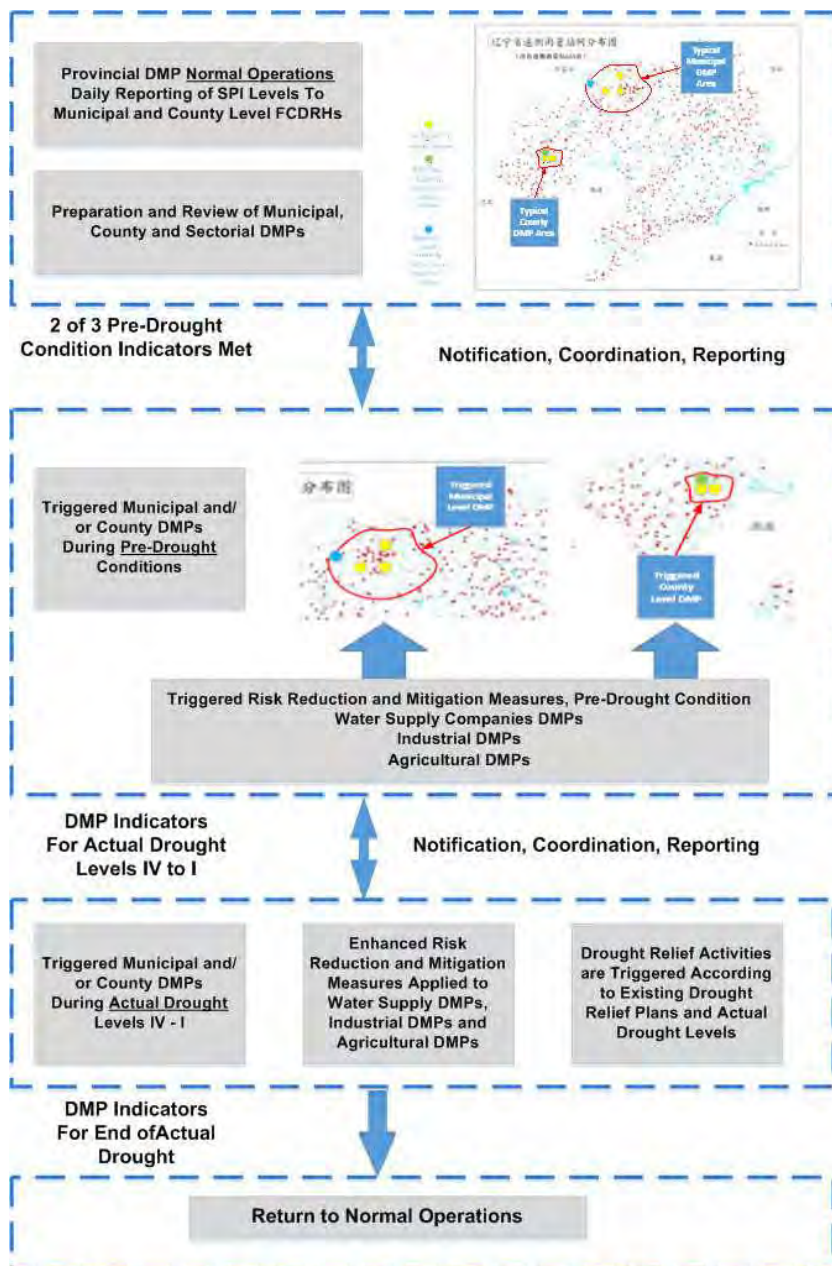 Provincial DMP Normal Operations
Daily Reporting of SPI Levels To
Municipal and County Level FCDRHs
Preparation and Review of Municipal,
County and Sectorial DMPs
Typical
Municipal
DMP
Area
Typical
County
DMP Area
2 of 3 Pre-Drought
Condition Indicators Met
Notification, Coordination, Reporting
Triggered Municipal and/
or County DMPs
During Pre-Drought
Conditions
分布图
Triggered
Municipal
Level DMP
Triggered
County
Level DMP
Triggered Risk Reduction and Mitigation Measures, Pre-Drought Condition
Water Supply Companies DMPs
Industrial DMPs
Agricultural DMPs
DMP Indicators
For Actual Drought
Levels IV to I
Notification, Coordination, Reporting
Triggered Municipal and/
or County DMPs
During Actual Drought
Levels IV - I
Enhanced Risk
Reduction and Mitigation
Measures Applied to
Water Supply DMPs,
Industrial DMPs and
Agricultural DMPs
Drought Relief Activities
are Triggered According
to Existing Drought
Relief Plans and Actual
Drought Levels
DMP Indicators
For End ofActual
Drought
Return to Normal Operations